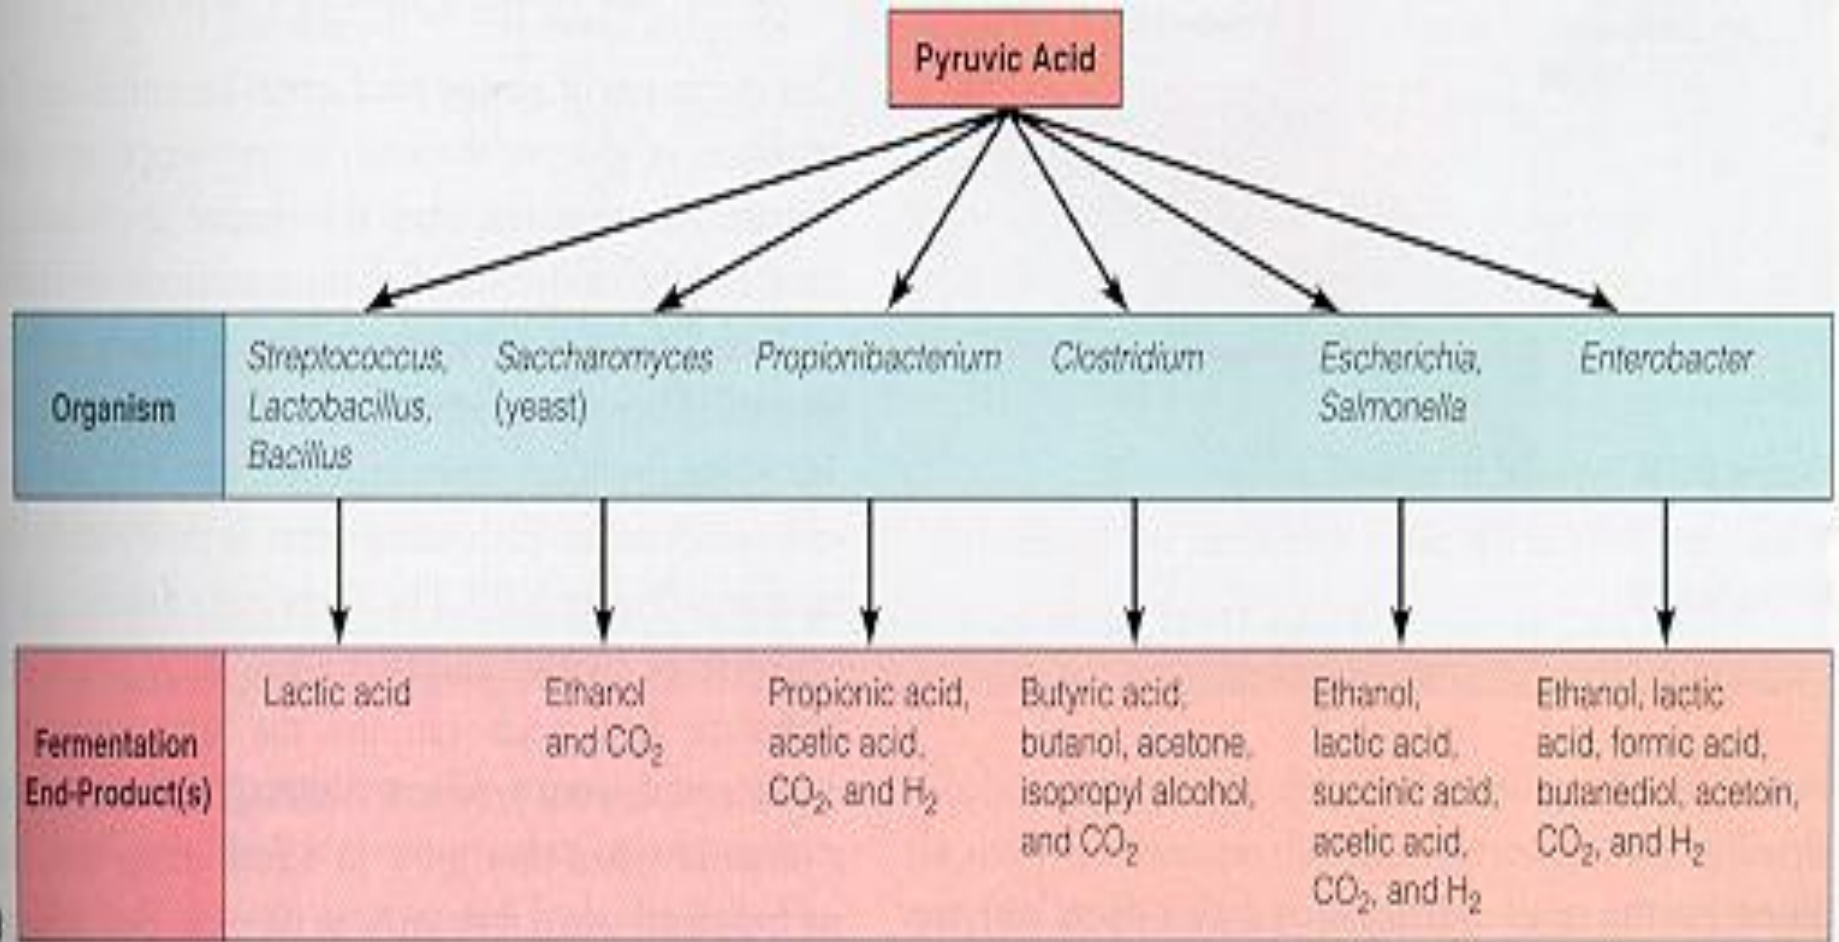 Pyruvic Acid
Organism
Streptococcus,
Lactobacillus,
Bacillus
Saccharomyces
(yeast)
Propionibacterium
Clostridium
Escherichia,
Salmonella
Enterobacter
Fermentation
End-Product(s)
Lactic acid
Ethanol
and CO₂
Propionic acid,
acetic acid,
CO₂, and H₂
Butyric acid,
butanol, acetone,
isopropyl alcohol,
and CO₂
Ethanol,
lactic acid,
succinic acid,
acetic acid,
CO₂, and H₂
Ethanol, lactic
acid, formic acid,
butanediol, acetoin,
CO₂, and H₂